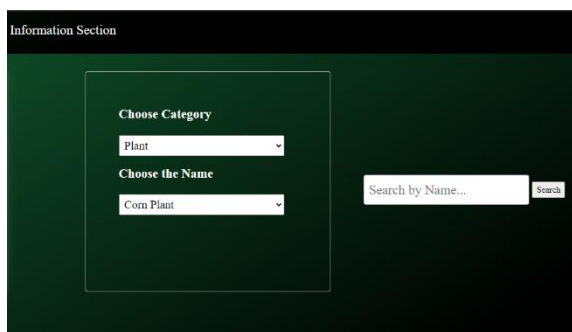 Information Section
Choose Category
Plant
Choose the Name
Corn Plant
Search by Name...
Search